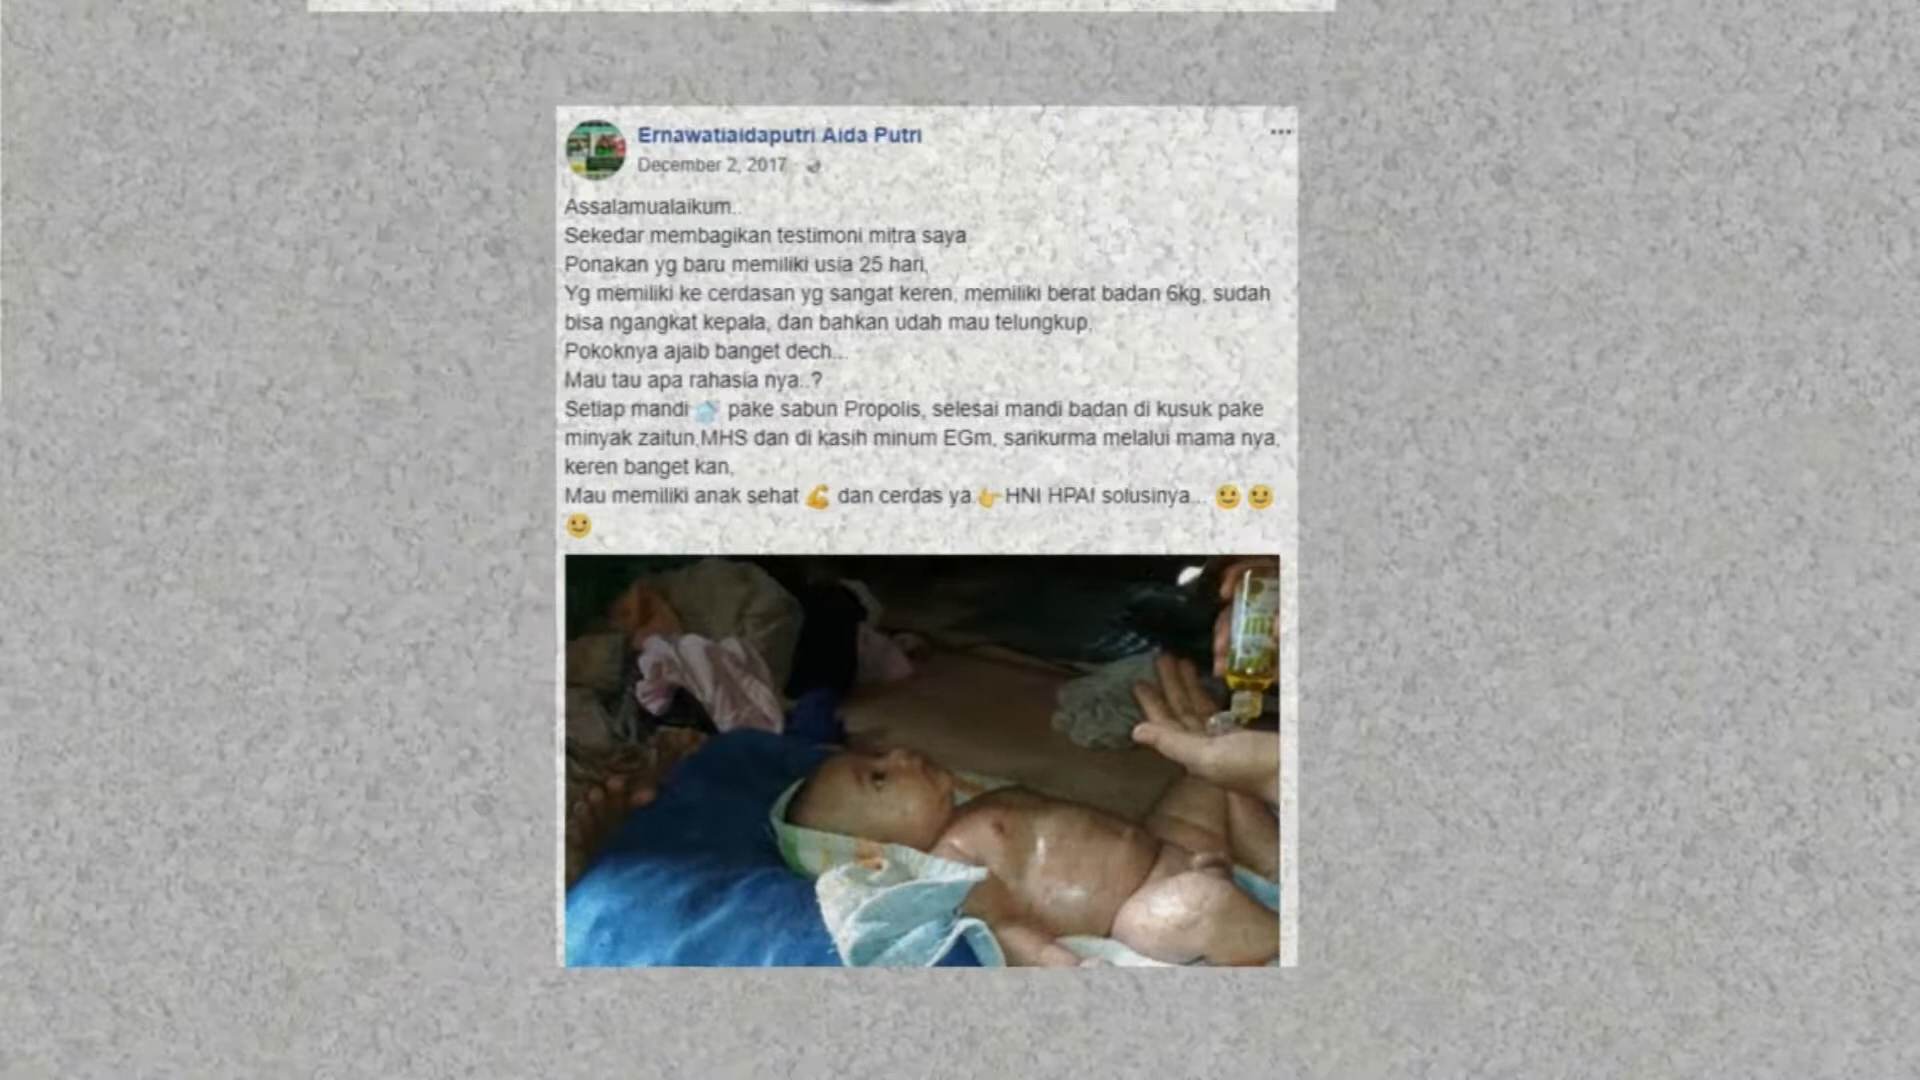 Ernawatiaidaputri Aida Putri
December 2, 2017
Assalamualaikum..
Sekedar membagikan testimoni mitra saya
Ponakan yg baru memiliki usia 25 hari,
Yg memiliki ke cerdasan yg sangat keren, memiliki berat badan 6kg, sudah
bisa ngangkat kepala, dan bahkan udah mau telungkup,
Pokoknya ajaib banget dech...
Mau tau apa rahasia nya..?
Setiap mandi pake sabun Propolis, selesai mandi badan di kusuk pake
minyak zaitun,MHS dan di kasih minum EGm, sarikurma melalui mama nya,
keren banget kan,
Mau memiliki anak sehat dan cerdas ya. HNI HPAI solusinya...